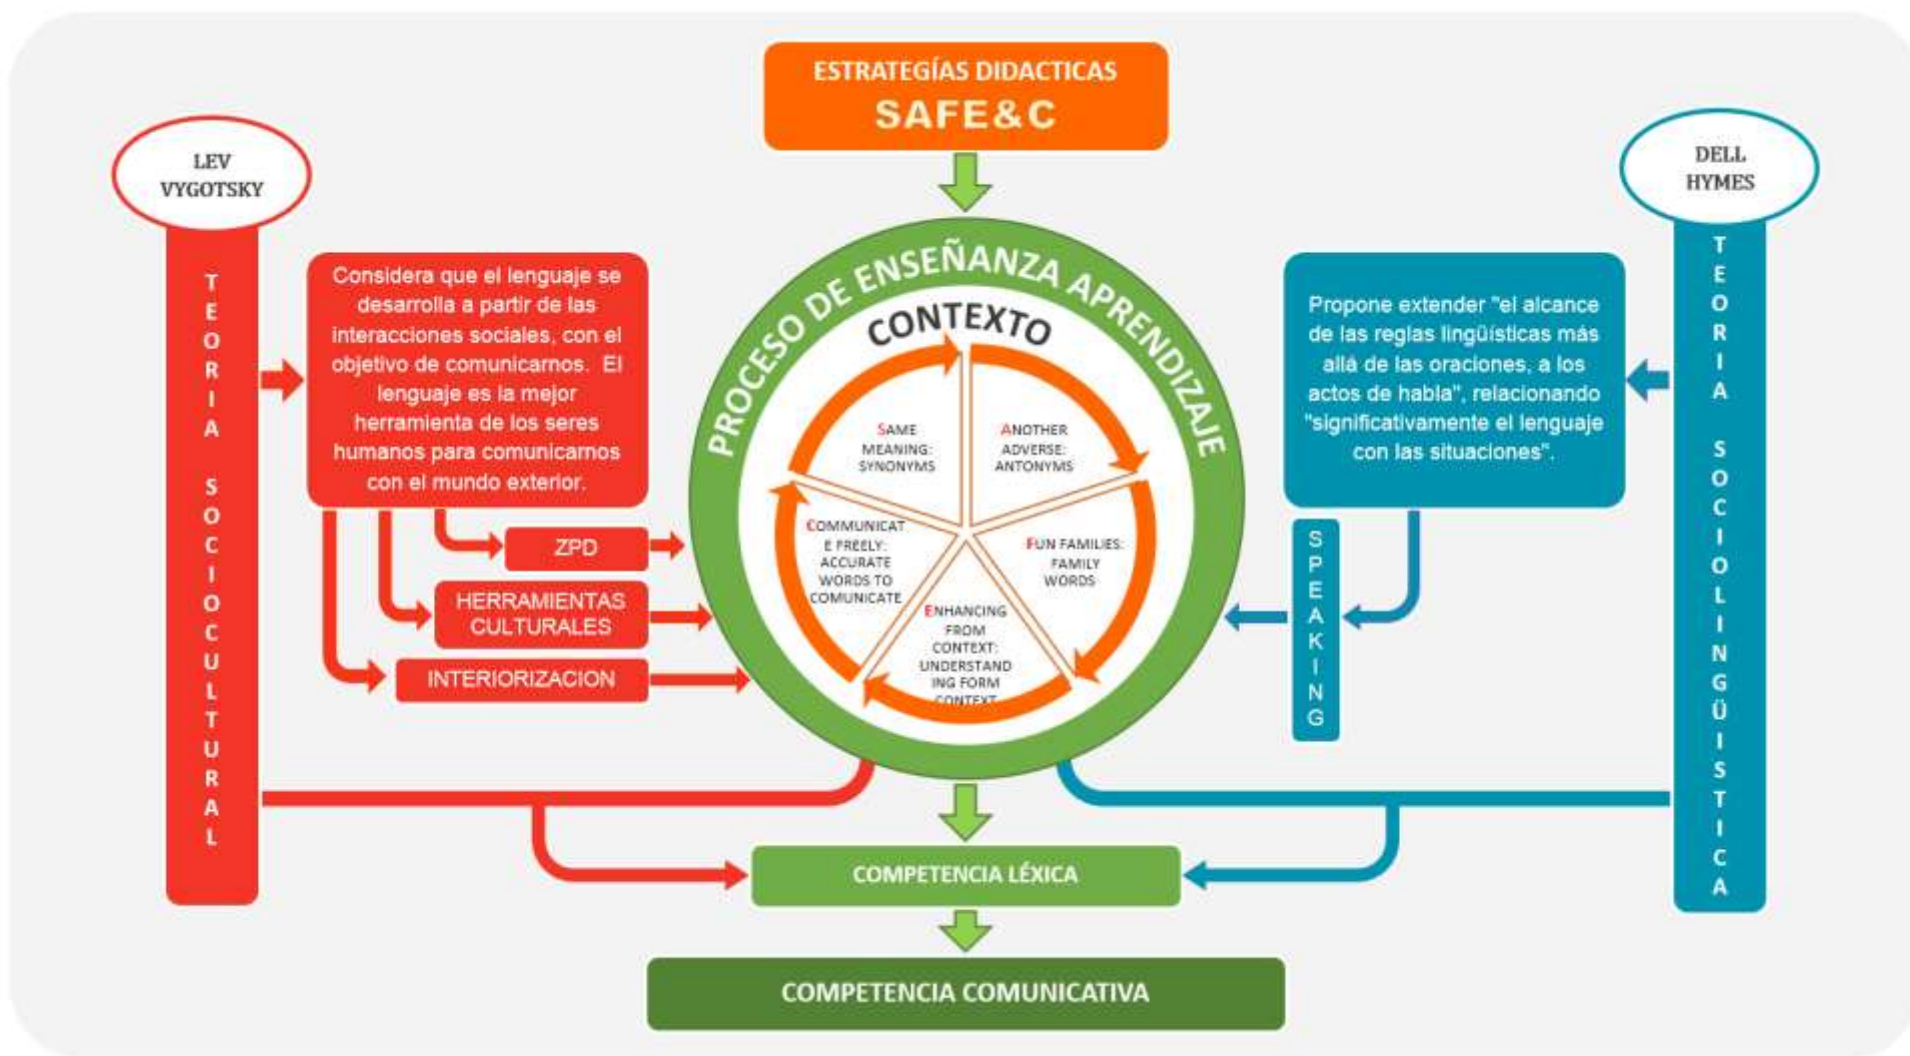 ESTRATEGÍAS DIDACTICAS
SAFE&C
LEV
VYGOTSKY
TEORIA SOCIOCULTURAL
Considera que el lenguaje se
desarrolla a partir de las
interacciones sociales, con el
objetivo de comunicarnos. El
lenguaje es la mejor
herramienta de los seres
humanos para comunicarnos
con el mundo exterior.
ZPD
HERRAMIENTAS
CULTURALES
INTERIORIZACION
PROCESO DE ENSEÑANZA APRENDIZAJE
CONTEXTO
SAME
MEANING:
SYNONYMS
ANOTHER
ADVERSE:
ANTONYMS
FUN FAMILIES:
FAMILY
WORDS
ENHANCING
FROM
CONTEXT:
UNDERSTAND
ING FORM
CONTEXT
COMMUNICAT
E FREELY:
ACCURATE
WORDS TO
COMUNICATE
DELL
HYMES
TEORIA SOCIOLINGÜISTICA
Propone extender "el alcance
de las reglas lingüísticas más
allá de las oraciones, a los
actos de habla", relacionando
"significativamente el lenguaje
con las situaciones".
SPEAKING
COMPETENCIA LÉXICA
COMPETENCIA COMUNICATIVA